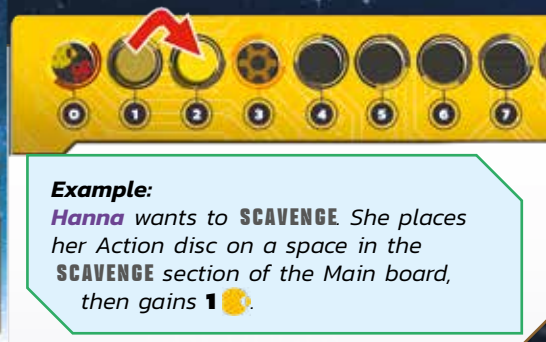 0 1 2 3 4 5 6 7
Example:
Hanna wants to SCAVENGE. She places
her Action disc on a space in the
SCAVENGE section of the Main board,
then gains 1 .